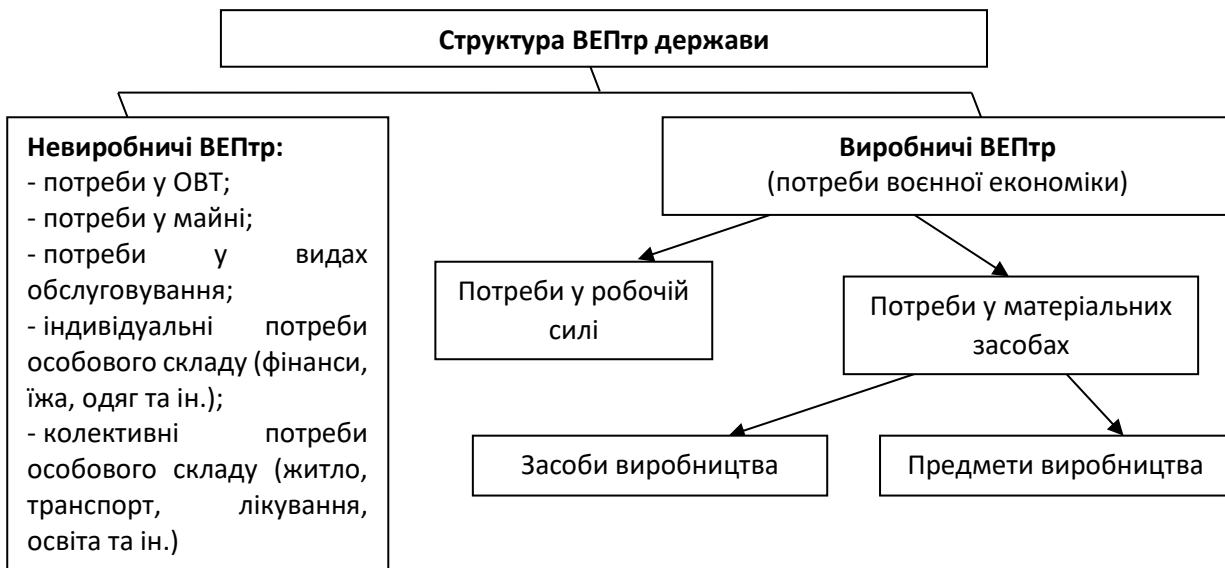 Структура ВЕПтр держави
Невиробничі ВЕПтр:
- потреби у ОВТ;
- потреби у майні;
- потреби у видах
обслуговування;
- індивідуальні потреби
особового складу (фінанси,
їжа, одяг та ін.);
- колективні потреби
особового складу (житло,
транспорт, лікування,
освіта та ін.)
Виробничі ВЕПтр
(потреби воєнної економіки)
Потреби у робочій
силі
Потреби у матеріальних
засобах
Засоби виробництва
Предмети виробництва